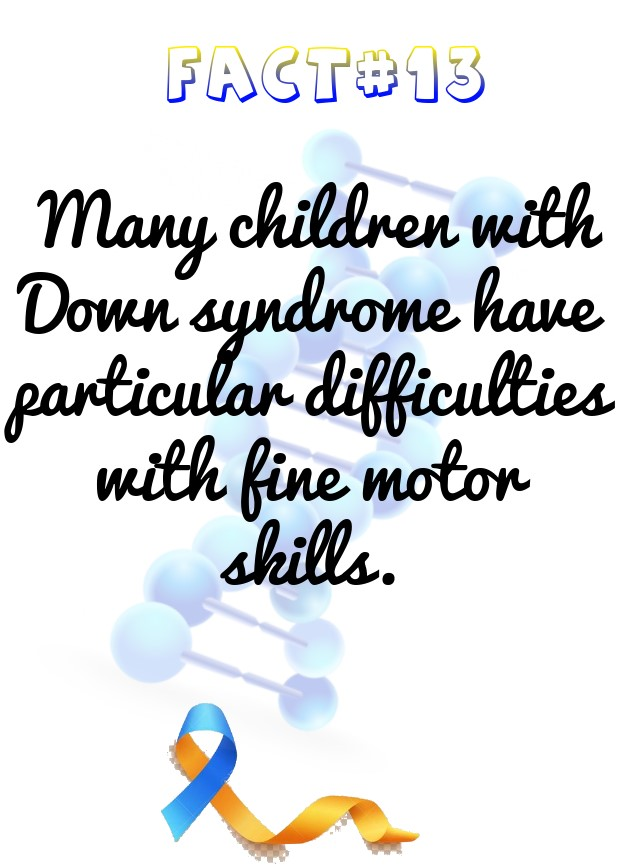 FACT#13
Many children with
Down syndrome have
particular difficulties
with fine motor
skills.